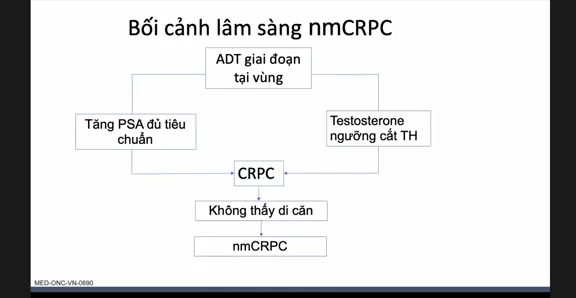 Bối cảnh lâm sàng nmCRPC
ADT giai đoạn
tại vùng
Tăng PSA đủ tiêu
chuẩn
Testosterone
ngưỡng cắt TH
CRPC
Không thấy di căn
nmCRPC
MED-ONC-VN-0690